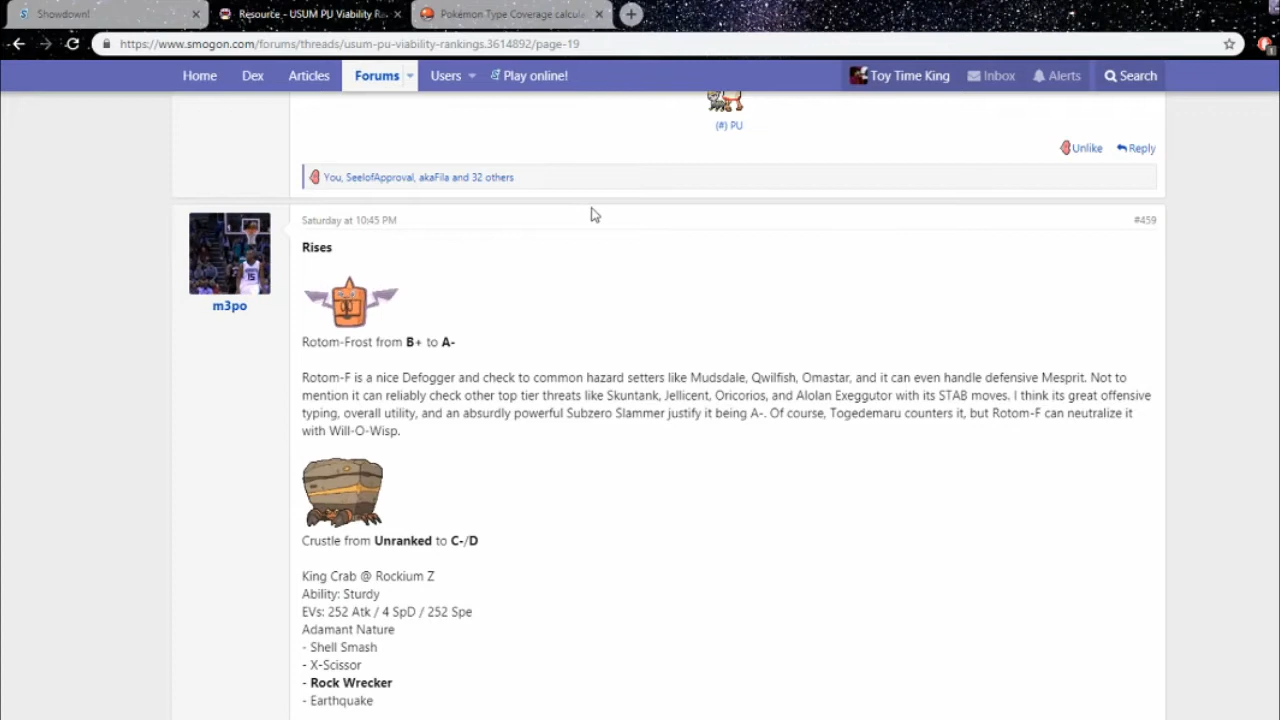 Showdown!
Resource - USUM PU Viability Ra
Pokémon Type Coverage calcula
https://www.smogon.com/forums/threads/usum-pu-viability-rankings.3614892/page-19
Home Dex Articles Forums Users Play online! Toy Time King Inbox Alerts Search
(#) PU
Unlike Reply
You, SeelofApproval, akaFila and 32 others
Saturday at 10:45 PM #459
m3po
Rises
Rotom-Frost from B+ to A-
Rotom-F is a nice Defogger and check to common hazard setters like Mudsdale, Qwilfish, Omastar, and it can even handle defensive Mesprit. Not to
mention it can reliably check other top tier threats like Skuntank, Jellicent, Oricorios, and Alolan Exeggutor with its STAB moves. I think its great offensive
typing, overall utility, and an absurdly powerful Subzero Slammer justify it being A-. Of course, Togedemaru counters it, but Rotom-F can neutralize it
with Will-O-Wisp.
Crustle from Unranked to C-/D
King Crab @ Rockium Z
Ability: Sturdy
EVs: 252 Atk / 4 SpD / 252 Spe
Adamant Nature
- Shell Smash
- X-Scissor
- Rock Wrecker
- Earthquake